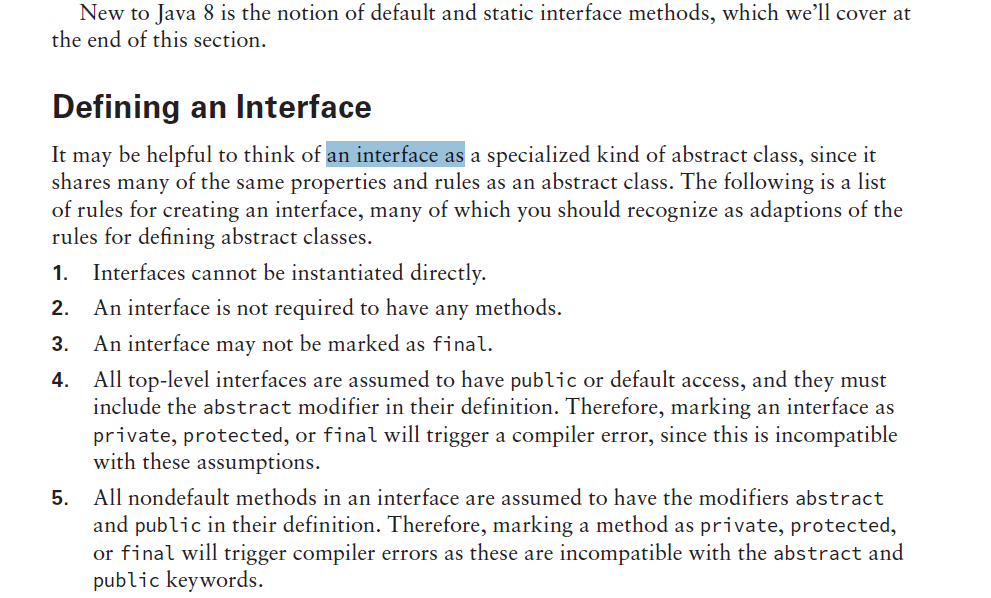 New to Java 8 is the notion of default and static interface methods, which we’ll cover at
the end of this section.
Defining an Interface
It may be helpful to think of an interface as a specialized kind of abstract class, since it
shares many of the same properties and rules as an abstract class. The following is a list
of rules for creating an interface, many of which you should recognize as adaptions of the
rules for defining abstract classes.
1. Interfaces cannot be instantiated directly.
2. An interface is not required to have any methods.
3. An interface may not be marked as final.
4. All top-level interfaces are assumed to have public or default access, and they must
include the abstract modifier in their definition. Therefore, marking an interface as
private, protected, or final will trigger a compiler error, since this is incompatible
with these assumptions.
5. All nondefault methods in an interface are assumed to have the modifiers abstract
and public in their definition. Therefore, marking a method as private, protected,
or final will trigger compiler errors as these are incompatible with the abstract and
public keywords.